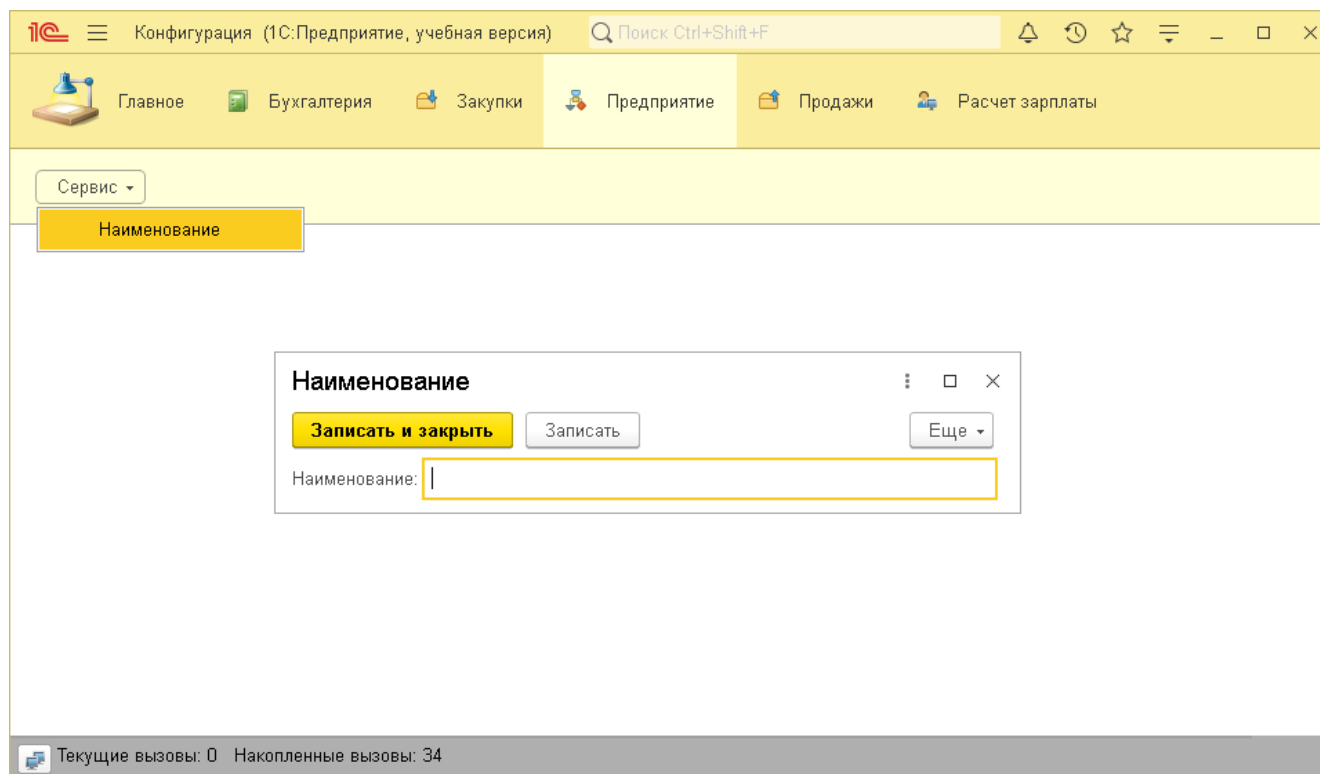 1С Конфигурация (1С:Предприятие, учебная версия) Поиск Ctrl+Shift+F
Главное Бухгалтерия Закупки Предприятие Продажи Расчет зарплаты
Сервис
Наименование
Наименование
Записать и закрыть Записать Еще
Наименование:
Текущие вызовы: 0 Накопленные вызовы: 34